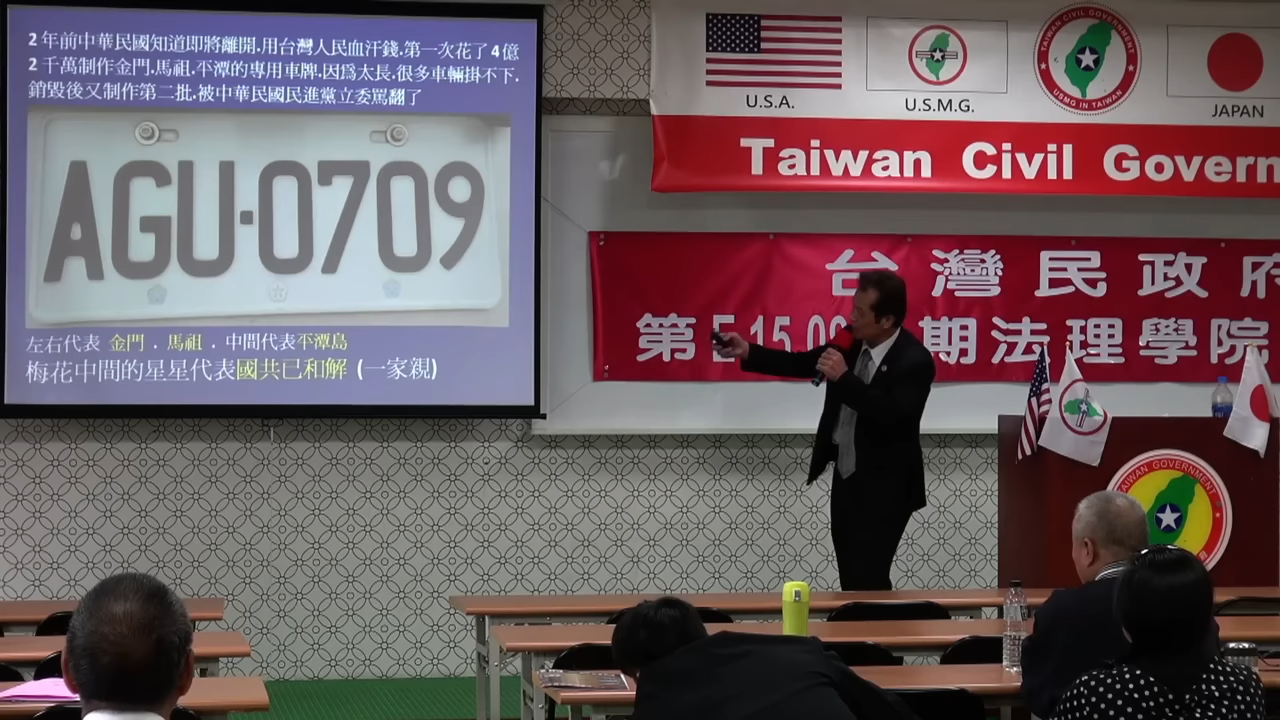 2年前中華民國知道即將離開.用台灣人民血汗錢.第一次花了4億
2千萬制作金門.馬祖.平潭的專用車牌.因爲太長.很多車輛掛不下.
銷毀後又制作第二批.被中華民國民進黨立委罵翻了
AGU·0709
左右代表 金門 . 馬祖 . 中間代表平潭島
梅花中間的星星代表國共已和解 (一家親)
U.S.A.
U.S.M.G.
TAIWAN CIVIL GOVERNMENT
USMG IN TAIWAN
JAPAN
Taiwan Civil Govern
台灣民政府
第E15.0 期法理學院
TAIWAN GOVERNMENT